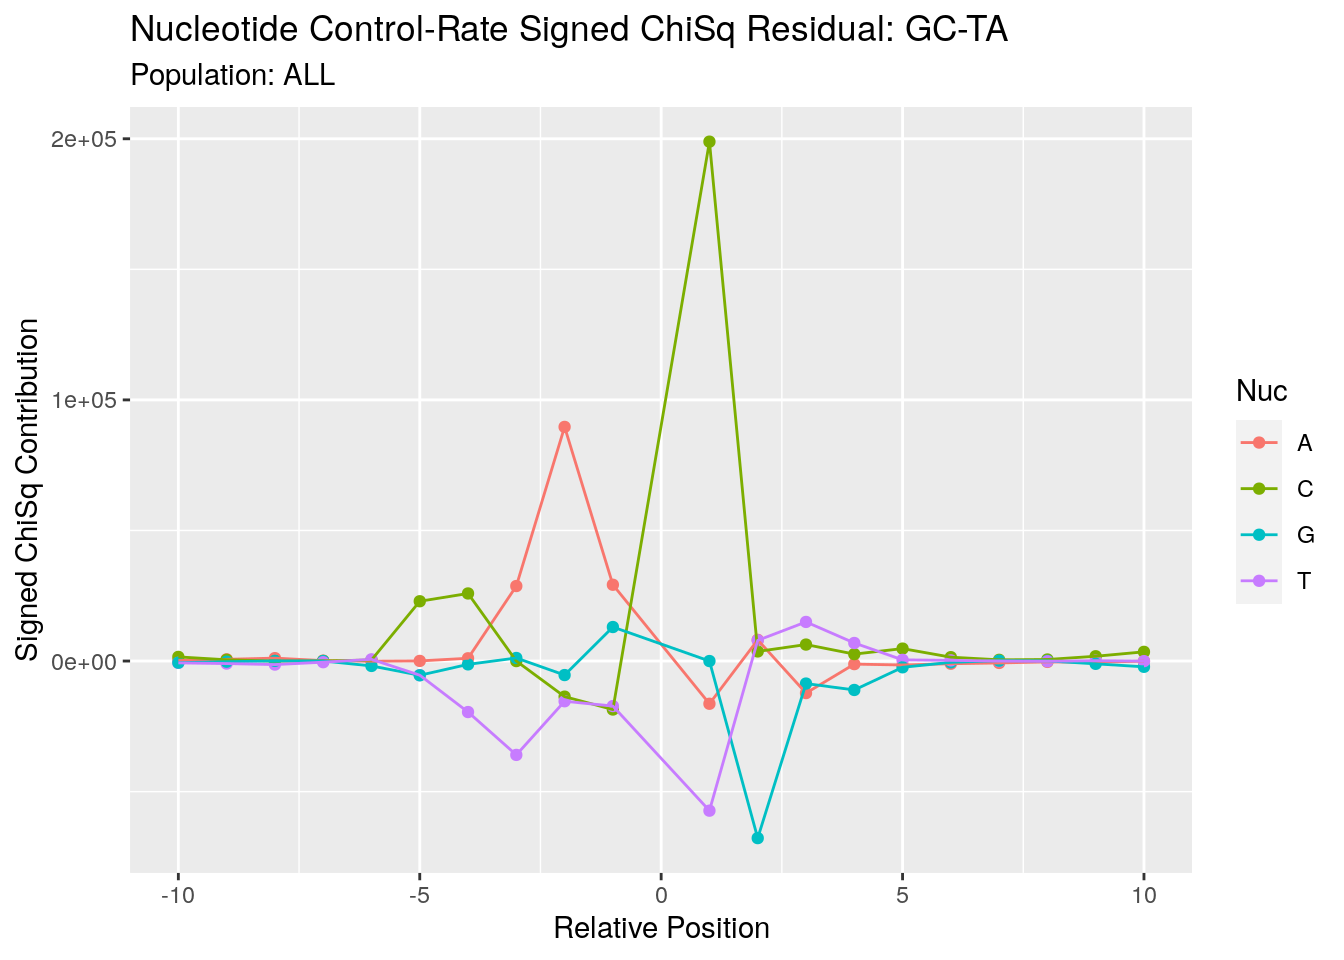 Nucleotide Control-Rate Signed ChiSq Residual: GC-TA
Population: ALL
Signed ChiSq Contribution
2e+05
1e+05
0e+00
-10
-5
0
5
10
Relative Position
Nuc
A
C
G
T